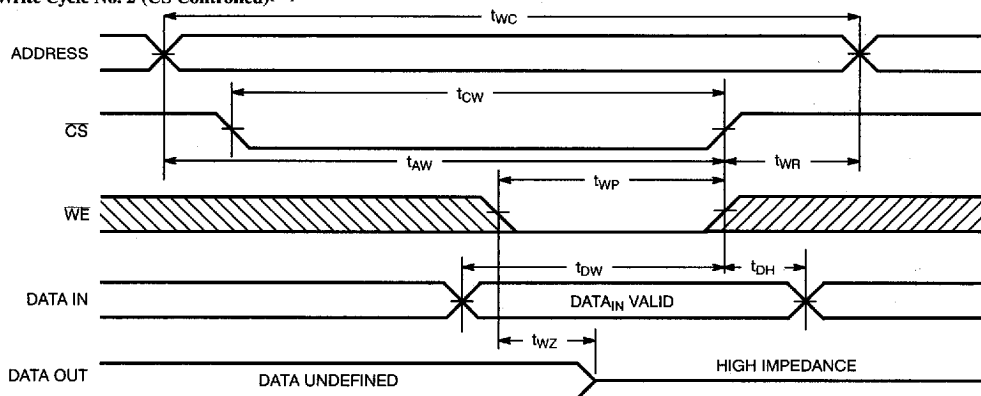 Write Cycle No. 2 (CS Controlled)
tWC
ADDRESS
tCW
CS
tAW
tWR
tWP
WE
tDW
tDH
DATA IN
DATAIN VALID
tWZ
DATA OUT
DATA UNDEFINED
HIGH IMPEDANCE